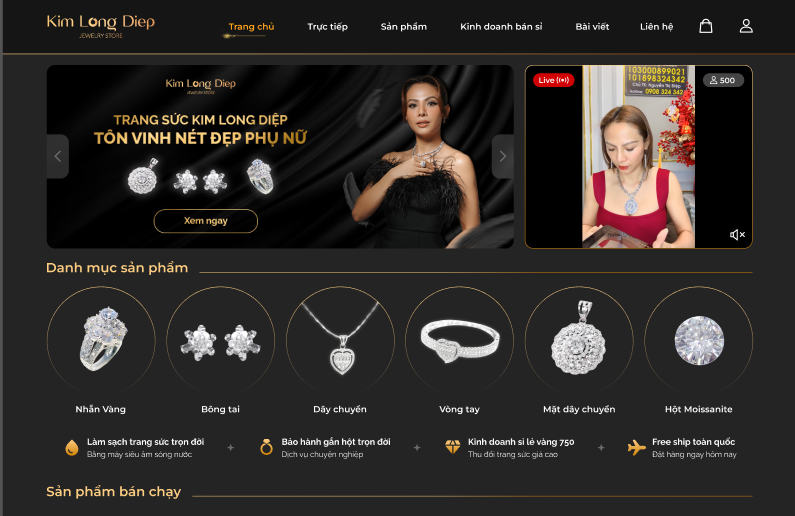 Kim Long Diep
JEWELRY STORE
Trang chủ
Trực tiếp
Sản phẩm
Kinh doanh bán sỉ
Bài viết
Liên hệ
Kim Long Diep
JEWELRY STORE
TRANG SỨC KIM LONG DIỆP
TÔN VINH NÉT ĐẸP PHỤ NỮ
Xem ngay
Live
500
103000899021
101898324342
Chủ TK: Nguyễn Thị Điệp
0908 324 342
Danh mục sản phẩm
Nhẫn Vàng
Bông tai
Dây chuyền
Vòng tay
Mặt dây chuyền
Hột Moissanite
Làm sạch trang sức trọn đời
Bằng máy siêu âm sóng nước
Bảo hành gắn hột trọn đời
Dịch vụ chuyên nghiệp
Kinh doanh sỉ lẻ vàng 750
Thu đổi trang sức giá cao
Free ship toàn quốc
Đặt hàng ngay hôm nay
Sản phẩm bán chạy